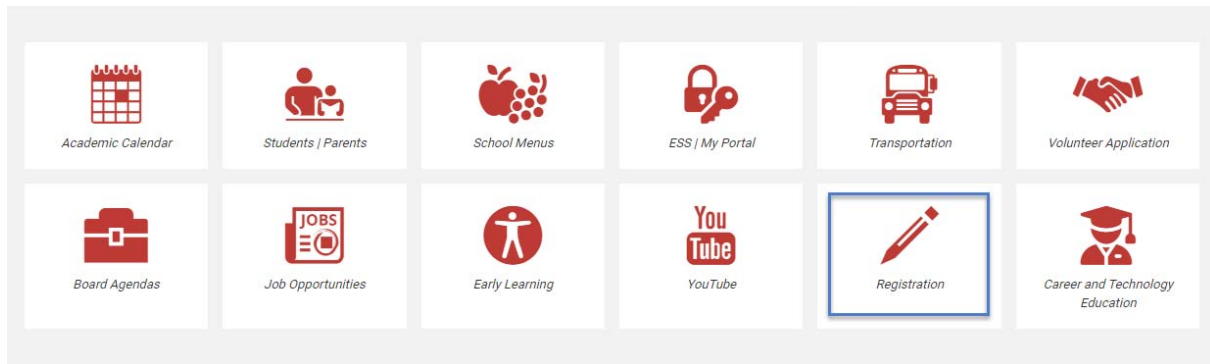 Academic Calendar
Students | Parents
School Menus
ESS | My Portal
Transportation
Volunteer Application
JOBS
You
Tube
Board Agendas
Job Opportunities
Early Learning
YouTube
Registration
Career and Technology
Education